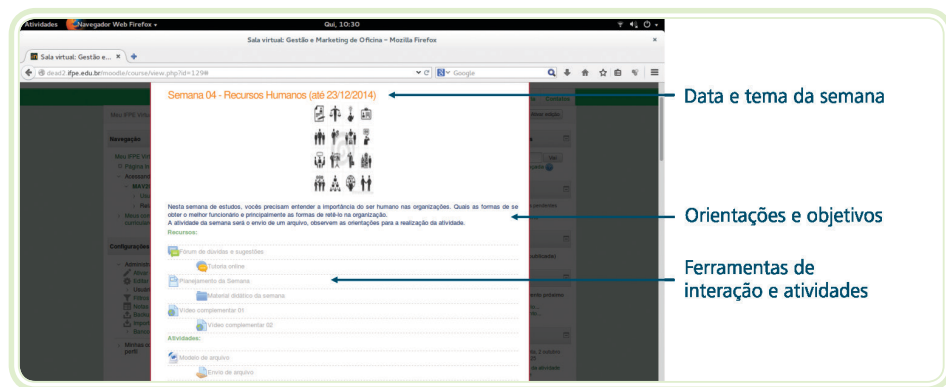 Atividades Navegador Web Firefox Qui, 10:30
Sala virtual: Gestão e Marketing de Oficina - Mozilla Firefox
Sala virtual: Gestão e...
dead2.ifpe.edu.br/moodle/course/view.php?id=1290
Google
Semana 04 - Recursos Humanos (até 23/12/2014)
Data e tema da semana
Contatos
Meu IFPE Virtual
Navegação
Configurações
Nesta semana de estudos, vocês precisam entender a importância do ser humano nas organizações. Quais as formas de se
obter o melhor funcionário e principalmente as formas de retê-lo na organização.
A atividade da semana será o envio de um arquivo, observem as orientações para a realização da atividade.
Orientações e objetivos
Recursos:
Fórum de dúvidas e sugestões
Tutoria online
Planejamento da Semana
Material didático da semana
Vídeo complementar 01
Vídeo complementar 02
Ferramentas de
interação e atividades
Atividades:
Modelo de arquivo
Envio de arquivo